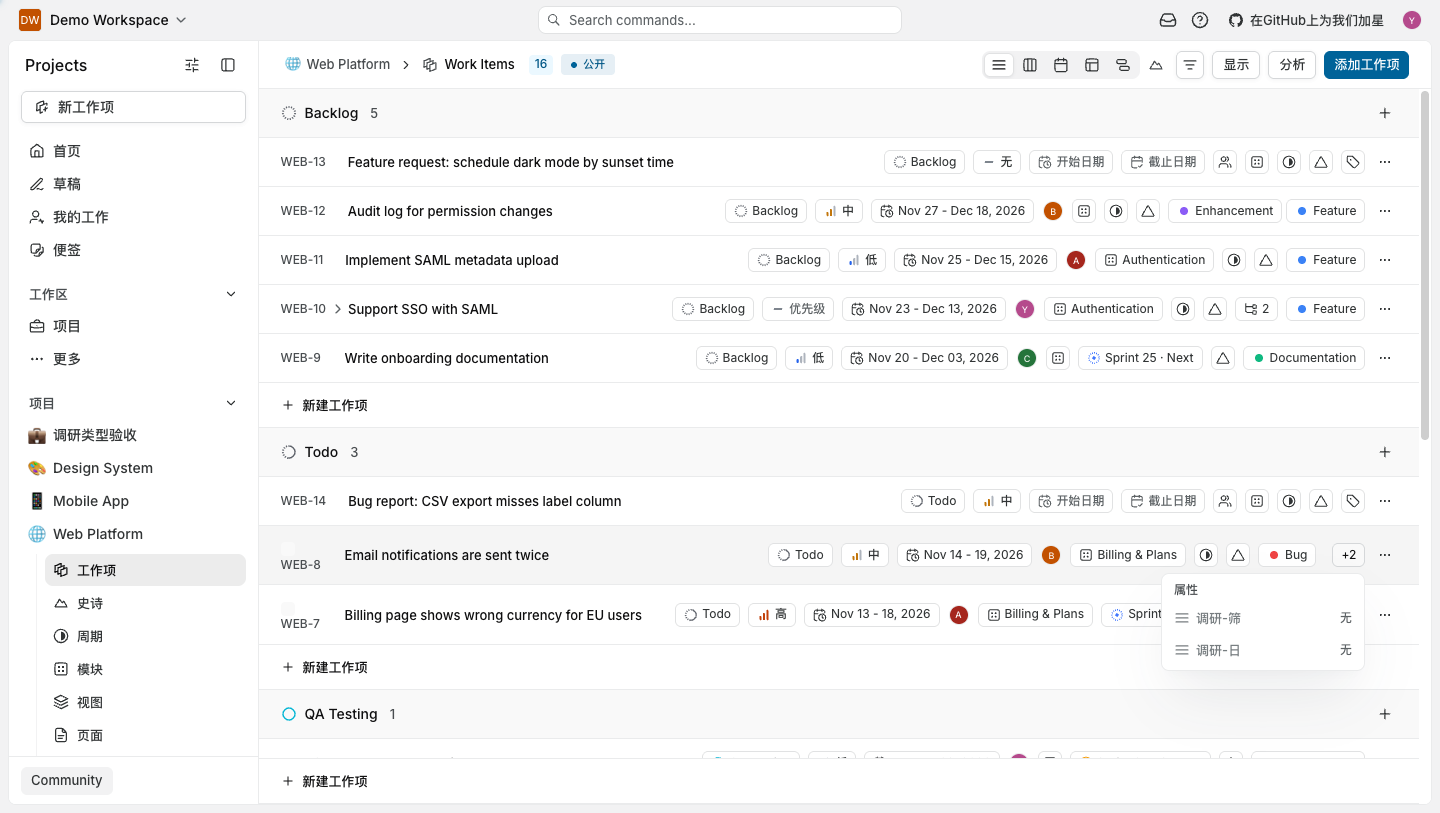 DW Demo Workspace
Search commands...
在GitHub上为我们加星
Y
Projects
新工作项
首页
草稿
我的工作
便签
工作区
项目
更多
项目
调研类型验收
Design System
Mobile App
Web Platform
工作项
史诗
周期
模块
视图
页面
Community
Web Platform > Work Items 16 公开
显示 分析 添加工作项
Backlog 5
WEB-13 Feature request: schedule dark mode by sunset time Backlog 无 开始日期 截止日期
WEB-12 Audit log for permission changes Backlog 中 Nov 27 - Dec 18, 2026 B Enhancement Feature
WEB-11 Implement SAML metadata upload Backlog 低 Nov 25 - Dec 15, 2026 A Authentication Feature
WEB-10 Support SSO with SAML Backlog 优先级 Nov 23 - Dec 13, 2026 Y Authentication 2 Feature
WEB-9 Write onboarding documentation Backlog 低 Nov 20 - Dec 03, 2026 C Sprint 25 · Next Documentation
新建工作项
Todo 3
WEB-14 Bug report: CSV export misses label column Todo 中 开始日期 截止日期
WEB-8 Email notifications are sent twice Todo 中 Nov 14 - 19, 2026 B Billing & Plans Bug +2
WEB-7 Billing page shows wrong currency for EU users Todo 高 Nov 13 - 18, 2026 A Billing & Plans Sprint
属性
调研-筛 无
调研-日 无
新建工作项
QA Testing 1
新建工作项